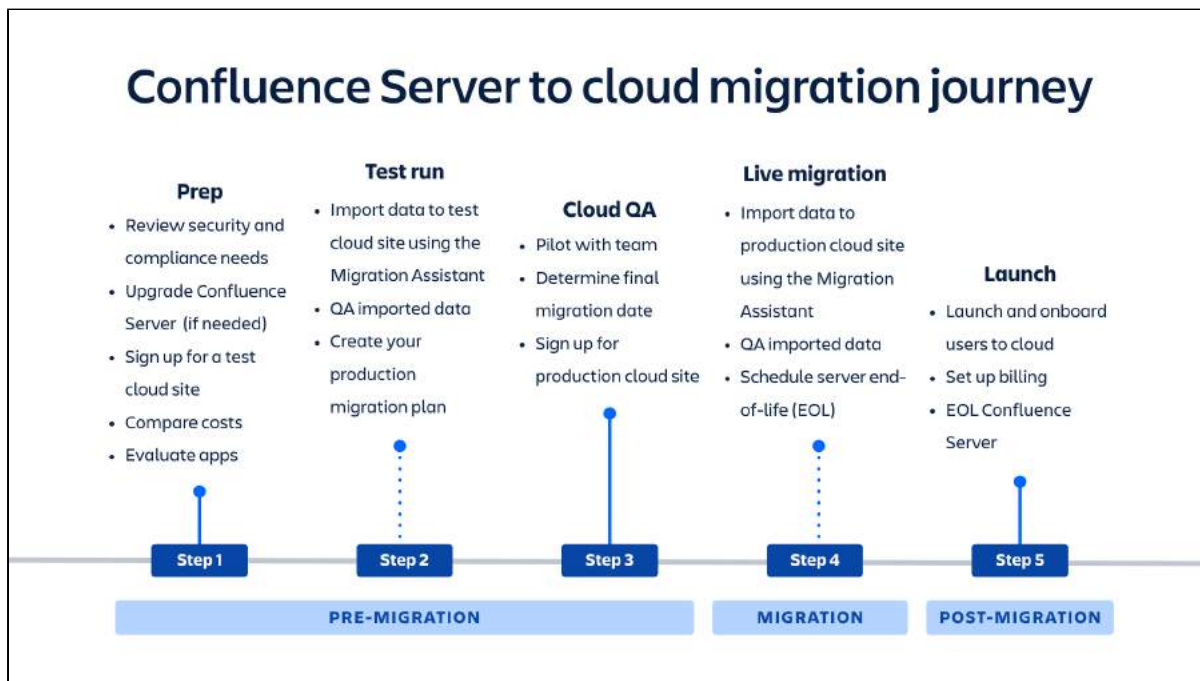 Confluence Server to cloud migration journey
Prep
• Review security and
compliance needs
• Upgrade Confluence
Server (if needed)
• Sign up for a test
cloud site
• Compare costs
• Evaluate apps
Test run
• Import data to test
cloud site using the
Migration Assistant
• QA imported data
• Create your
production
migration plan
Cloud QA
• Pilot with team
• Determine final
migration date
• Sign up for
production cloud site
Live migration
• Import data to
production cloud site
using the Migration
Assistant
• QA imported data
• Schedule server end-
of-life (EOL)
Launch
• Launch and onboard
users to cloud
• Set up billing
• EOL Confluence
Server
Step 1
Step 2
Step 3
Step 4
Step 5
PRE-MIGRATION
MIGRATION
POST-MIGRATION